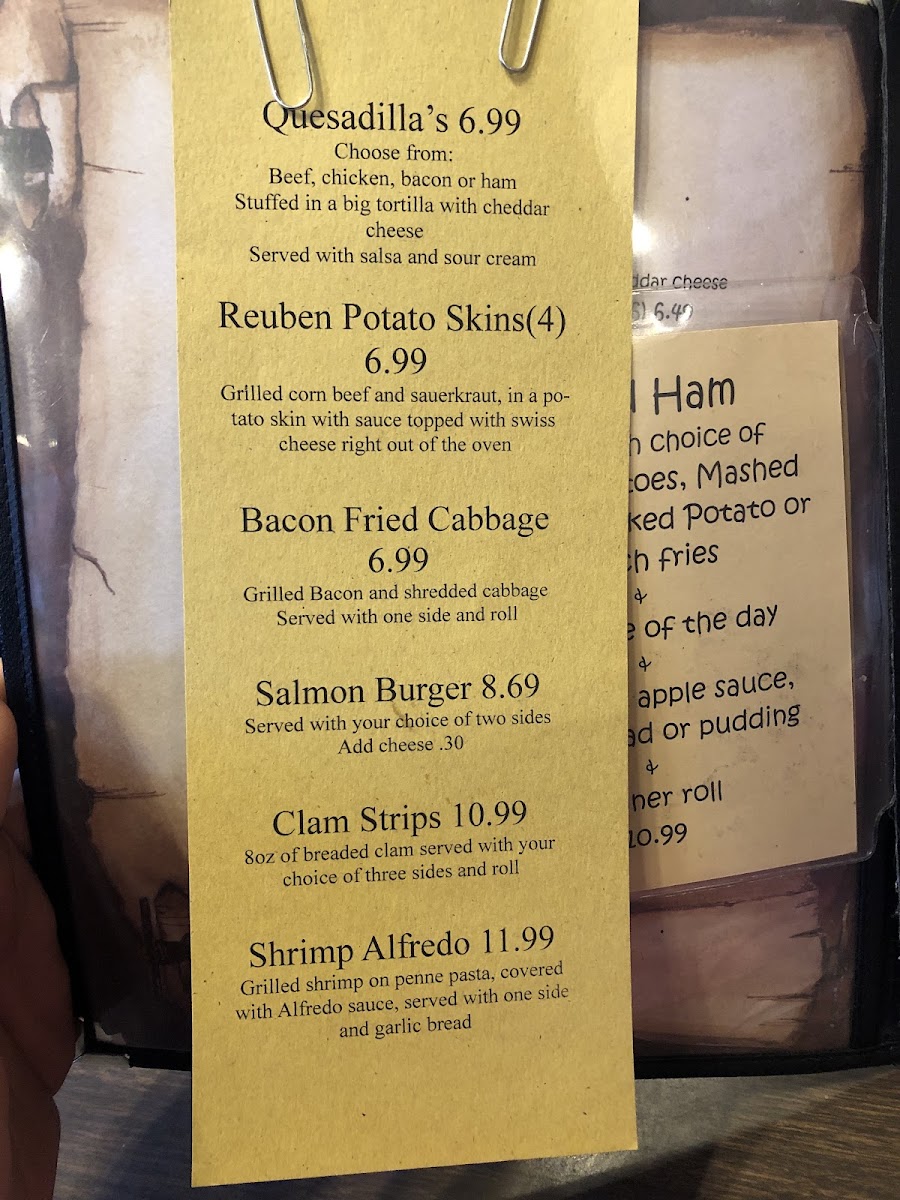 Quesadilla's 6.99
Choose from:
Beef, chicken, bacon or ham
Stuffed in a big tortilla with cheddar
cheese
Served with salsa and sour cream
Reuben Potato Skins(4)
6.99
Grilled corn beef and sauerkraut, in a po-
tato skin with sauce topped with swiss
cheese right out of the oven
Bacon Fried Cabbage
6.99
Grilled Bacon and shredded cabbage
Served with one side and roll
Salmon Burger 8.69
Served with your choice of two sides
Add cheese .30
Clam Strips 10.99
8oz of breaded clam served with your
choice of three sides and roll
Shrimp Alfredo 11.99
Grilled shrimp on penne pasta, covered
with Alfredo sauce, served with one side
and garlic bread
cheese
6.49
Ham
choice of
Mashed
Potato or
fries
&
of the day
&
apple sauce,
or pudding
&
roll
10.99